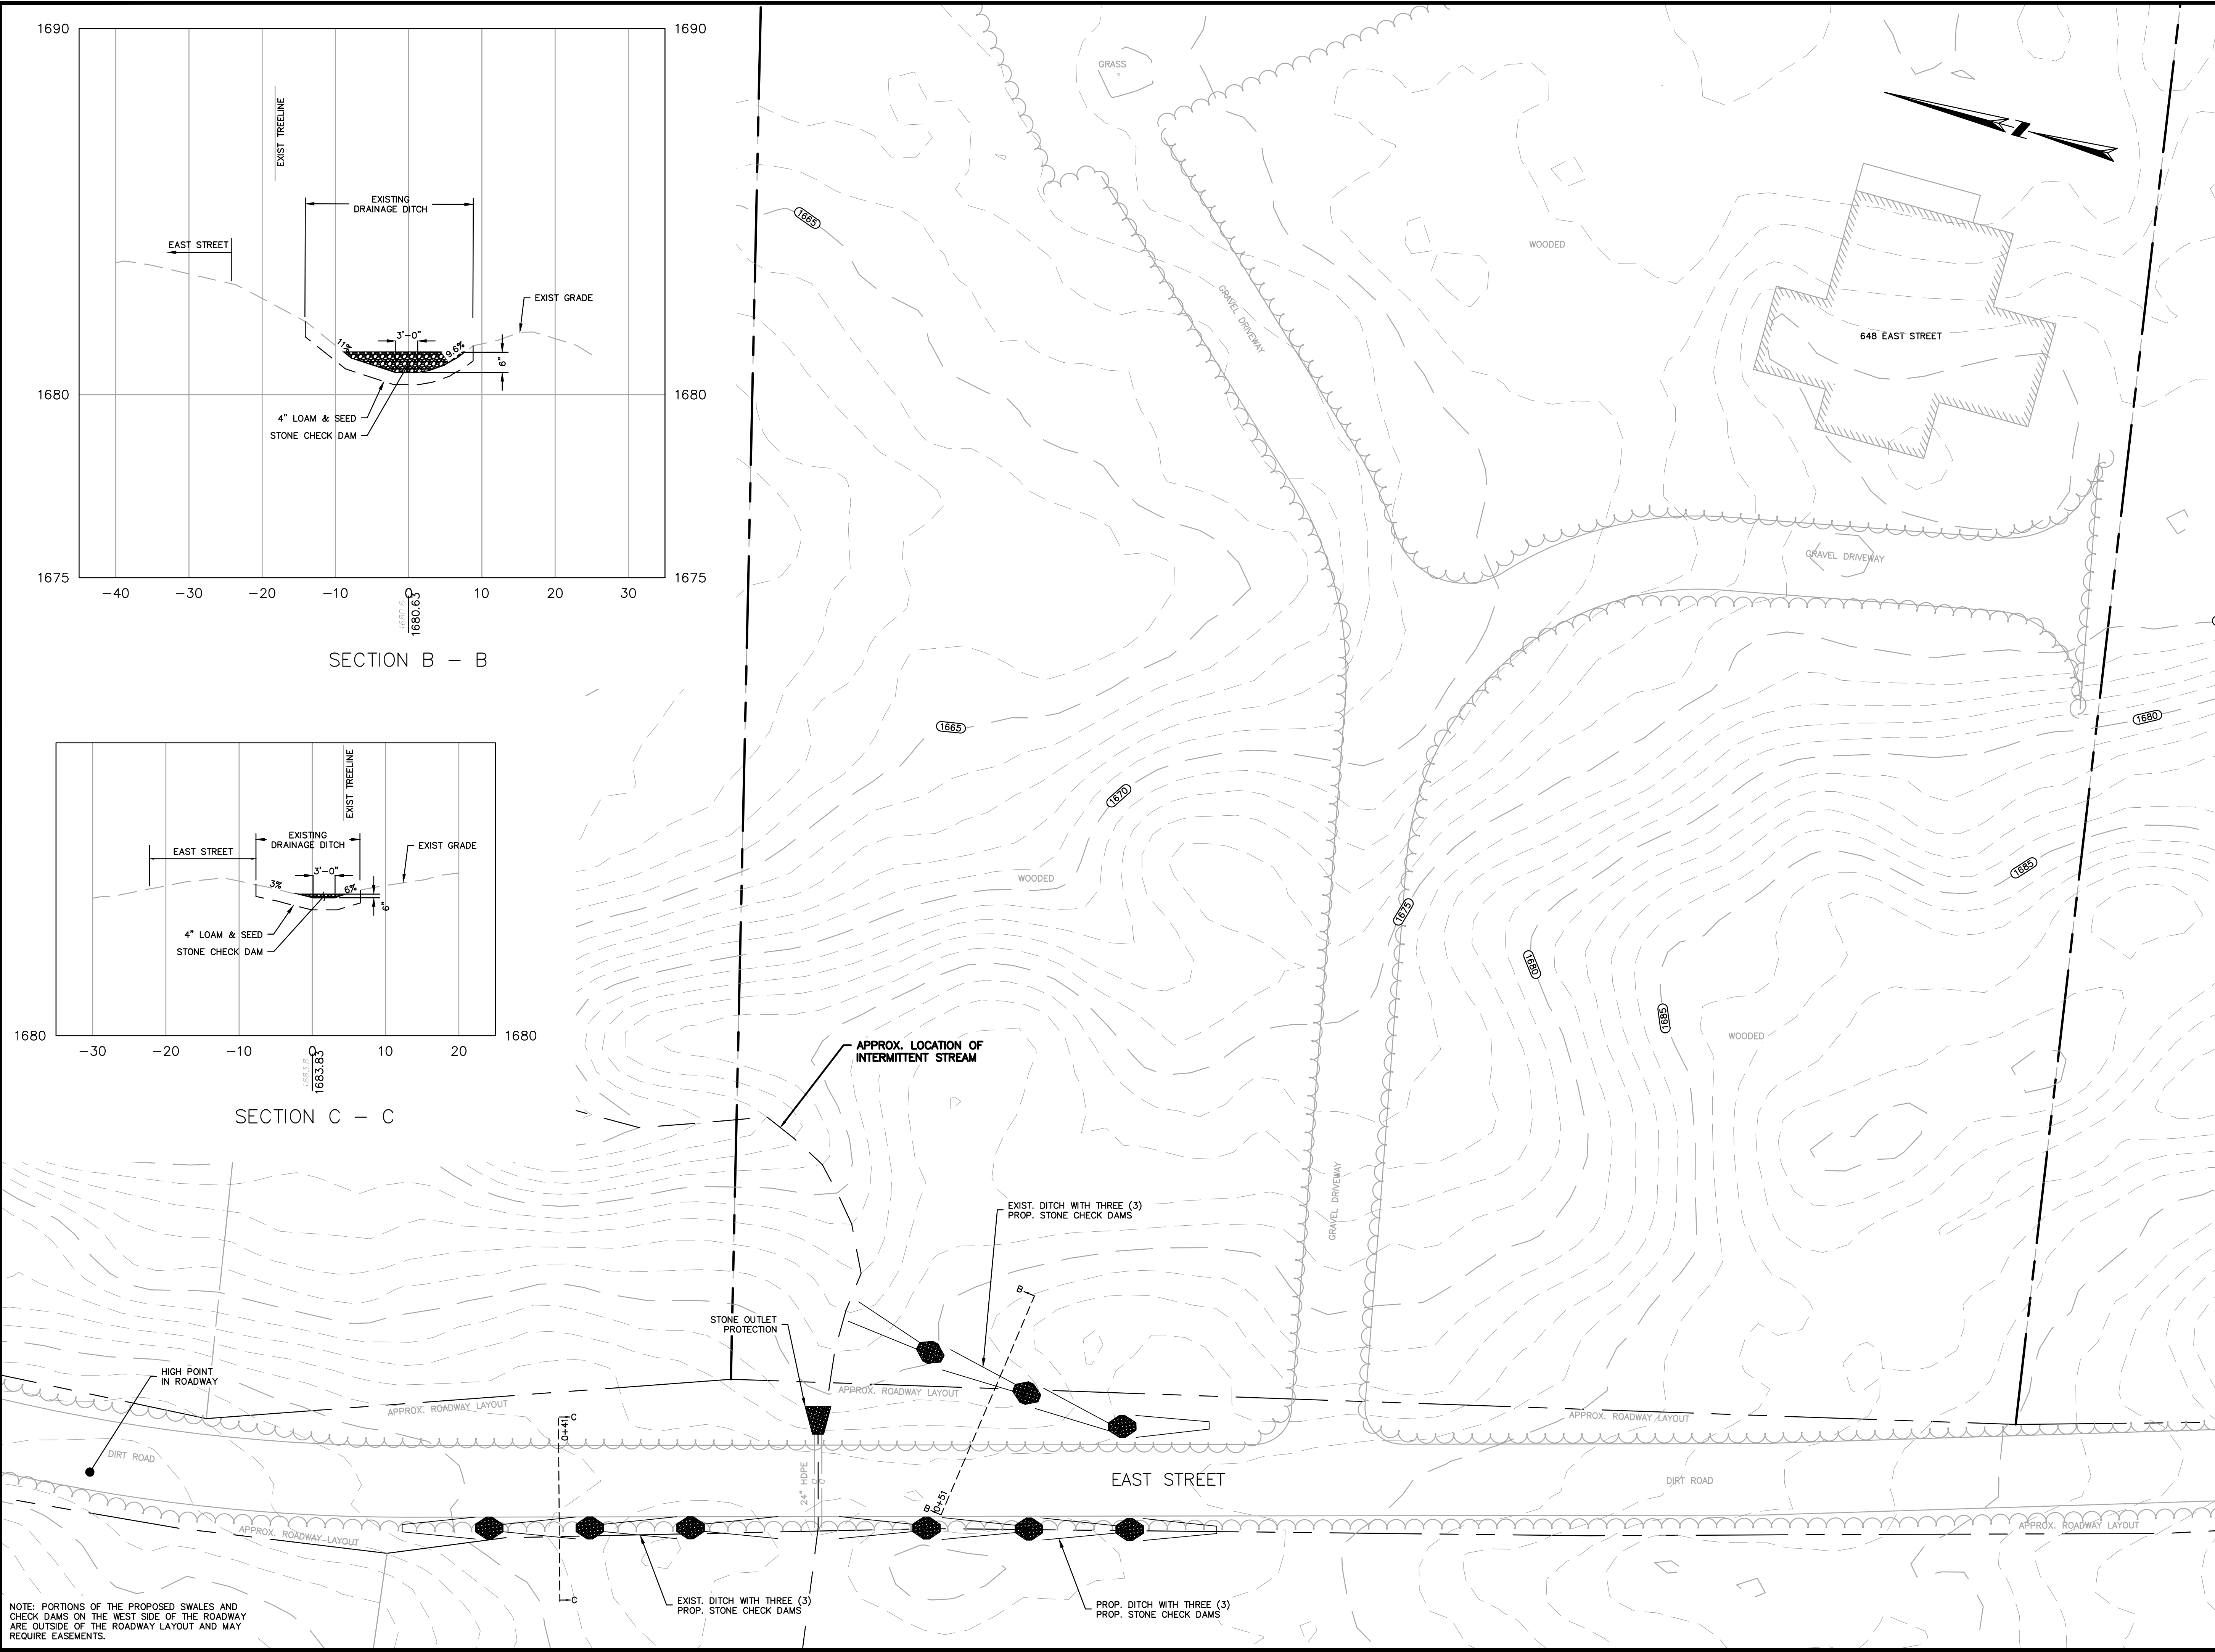 1690
1690
EXIST TREELINE
EXISTING
DRAINAGE DITCH
EAST STREET
EXIST GRADE
3'-0"
11%
9.6%
6"
1680
1680
4" LOAM & SEED
STONE CHECK DAM
1675
1675
-40
-30
-20
-10
0
10
20
30
1680.6
1680.63
SECTION B - B
EXIST TREELINE
EXISTING
DRAINAGE DITCH
EAST STREET
EXIST GRADE
3'-0"
3%
6%
6"
4" LOAM & SEED
STONE CHECK DAM
1680
1680
-30
-20
-10
0
10
20
1683.8
1683.83
SECTION C - C
GRASS
1665
WOODED
GRAVEL DRIVEWAY
648 EAST STREET
GRAVEL DRIVEWAY
1665
1680
1670
WOODED
1685
1675
1680
1685
WOODED
APPROX. LOCATION OF
INTERMITTENT STREAM
GRAVEL DRIVEWAY
EXIST. DITCH WITH THREE (3)
PROP. STONE CHECK DAMS
B
STONE OUTLET
PROTECTION
HIGH POINT
IN ROADWAY
APPROX. ROADWAY LAYOUT
APPROX. ROADWAY LAYOUT
APPROX. ROADWAY LAYOUT
C
0+41
DIRT ROAD
24" HDPE
EAST STREET
DIRT ROAD
B
0+51
APPROX. ROADWAY LAYOUT
APPROX. ROADWAY LAYOUT
C
EXIST. DITCH WITH THREE (3)
PROP. STONE CHECK DAMS
PROP. DITCH WITH THREE (3)
PROP. STONE CHECK DAMS
NOTE: PORTIONS OF THE PROPOSED SWALES AND
CHECK DAMS ON THE WEST SIDE OF THE ROADWAY
ARE OUTSIDE OF THE ROADWAY LAYOUT AND MAY
REQUIRE EASEMENTS.